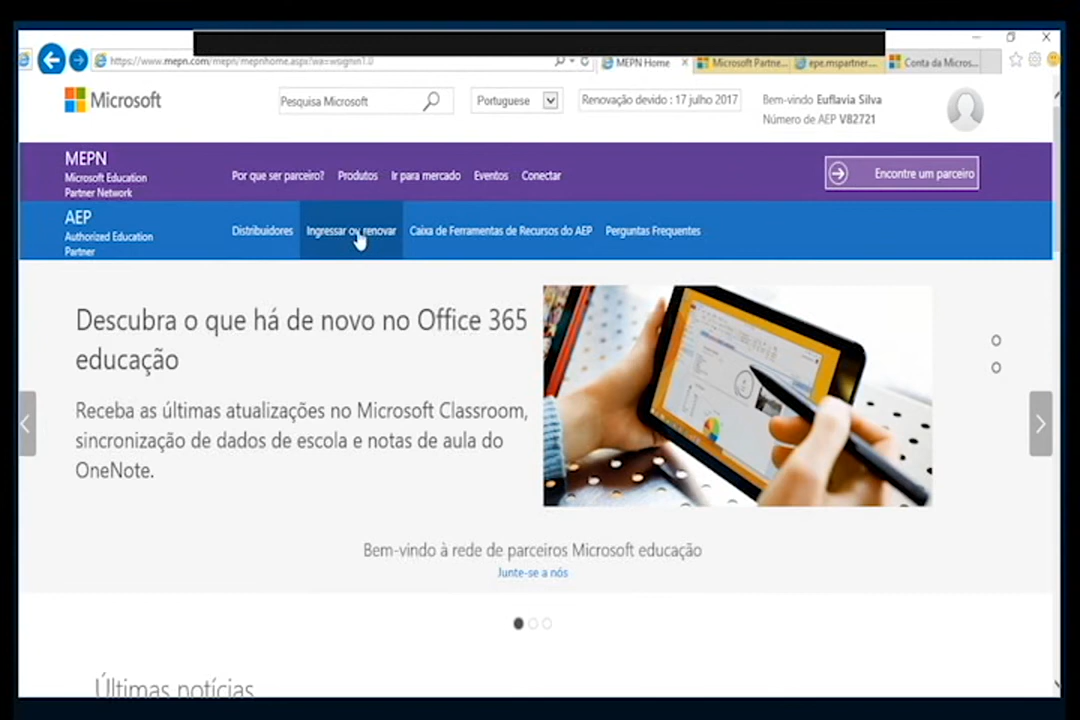 https://www.mepn.com/mepn/mepnhome.aspx?wa=wsignin1.0
MEPN Home
Microsoft Partne...
epe.mspartner...
Conta da Micros...
Microsoft
Pesquisa Microsoft
Portuguese
Renovação devido : 17 julho 2017
Bem-vindo Euflavia Silva
Número de AEP V82721
MEPN
Microsoft Education
Partner Network
Por que ser parceiro?
Produtos
Ir para mercado
Eventos
Conectar
Encontre um parceiro
AEP
Authorized Education
Partner
Distribuidores
Ingressar ou renovar
Caixa de Ferramentas de Recursos do AEP
Perguntas Frequentes
Descubra o que há de novo no Office 365
educação
Receba as últimas atualizações no Microsoft Classroom,
sincronização de dados de escola e notas de aula do
OneNote.
Bem-vindo à rede de parceiros Microsoft educação
Junte-se a nós
Últimas notícias